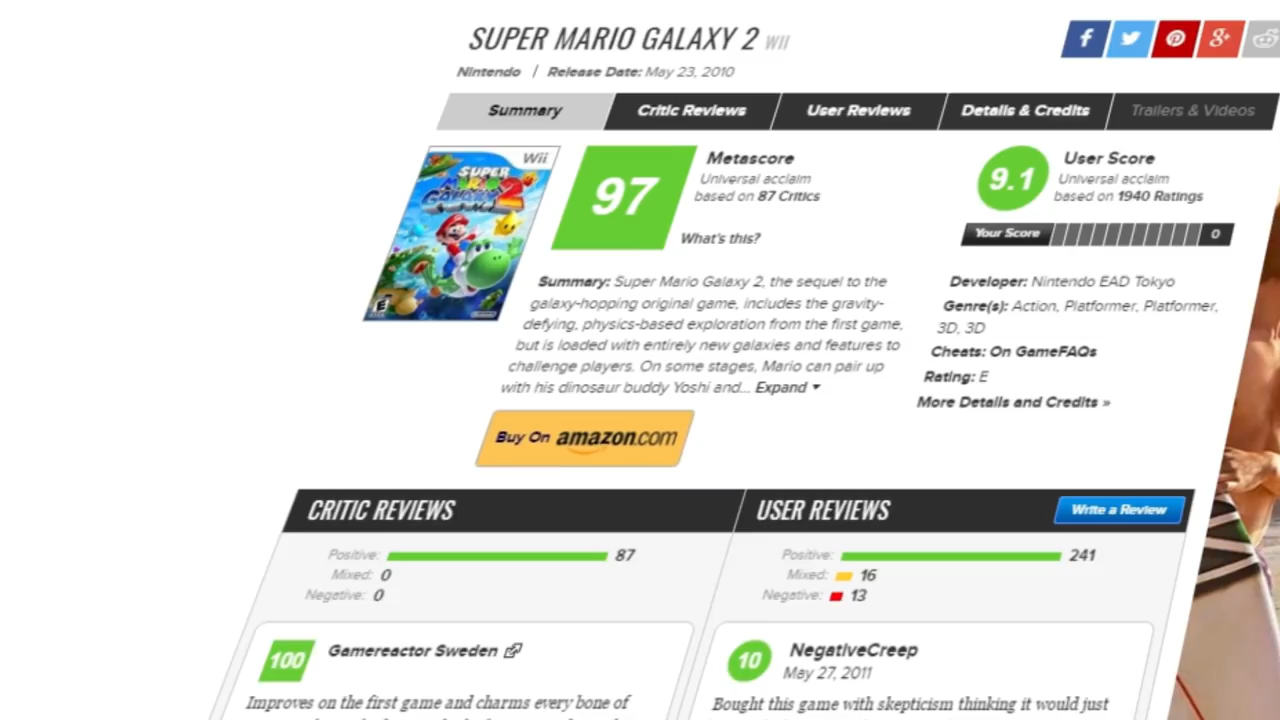 SUPER MARIO GALAXY 2 WII
Nintendo / Release Date: May 23, 2010
Summary Critic Reviews User Reviews Details & Credits Trailers & Videos
Wii
SUPER
MARIO
GALAXY 2
97
Metascore
Universal acclaim
based on 87 Critics
What's this?
9.1
User Score
Universal acclaim
based on 1940 Ratings
Your Score 0
Summary: Super Mario Galaxy 2, the sequel to the
galaxy-hopping original game, includes the gravity-
defying, physics-based exploration from the first game,
but is loaded with entirely new galaxies and features to
challenge players. On some stages, Mario can pair up
with his dinosaur buddy Yoshi and... Expand
Developer: Nintendo EAD Tokyo
Genre(s): Action, Platformer, Platformer,
3D, 3D
Cheats: On GameFAQs
Rating: E
More Details and Credits »
Buy On amazon.com
CRITIC REVIEWS
Positive: 87
Mixed: 0
Negative: 0
100
Gamereactor Sweden
Improves on the first game and charms every bone of
USER REVIEWS
Write a Review
Positive: 241
Mixed: 16
Negative: 13
10
NegativeCreep
May 27, 2011
Bought this game with skepticism thinking it would just